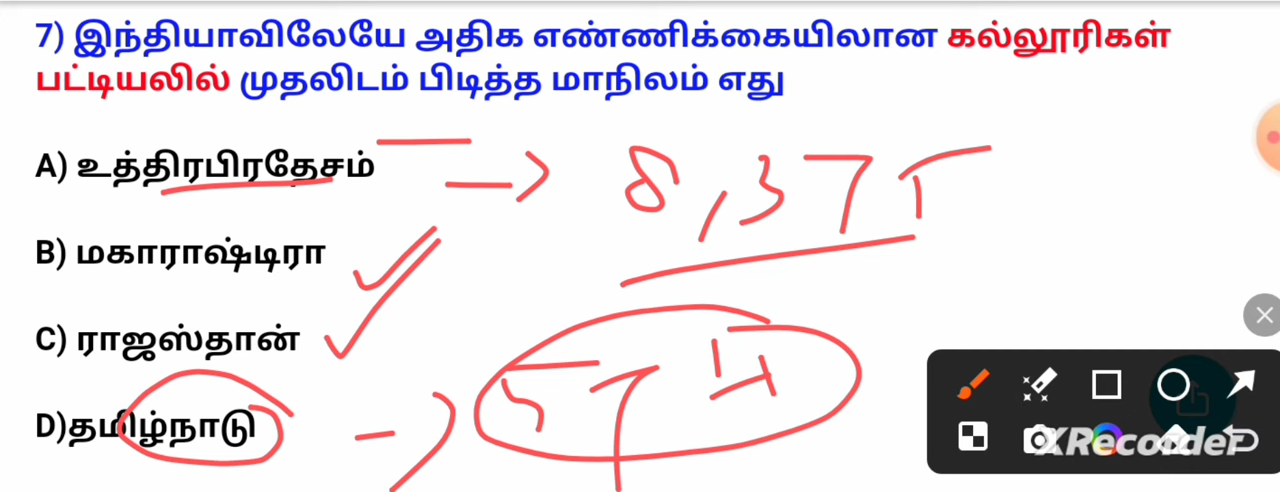 7) இந்தியாவிலேயே அதிக எண்ணிக்கையிலான கல்லூரிகள்
பட்டியலில் முதலிடம் பிடித்த மாநிலம் எது
A) உத்திரபிரதேசம்
8,375
B) மகாராஷ்டிரா
C) ராஜஸ்தான்
D)தமிழ்நாடு
XRecorder